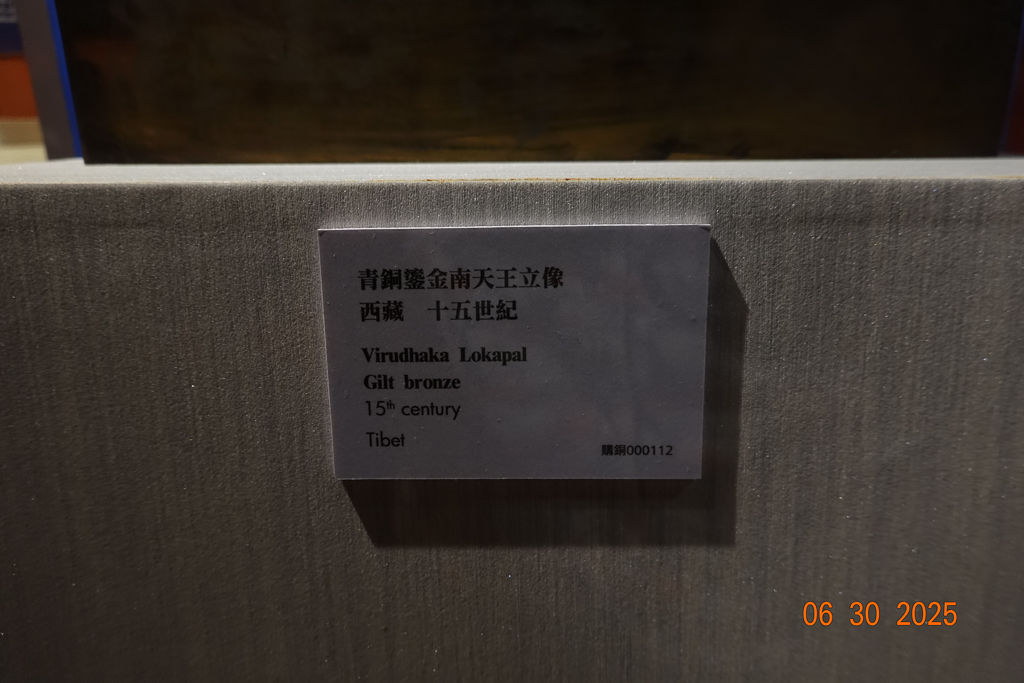 青銅鎏金南天王立像
西藏　十五世紀
Virudhaka Lokapal
Gilt bronze
15th century
Tibet
購銅000112
06 30 2025